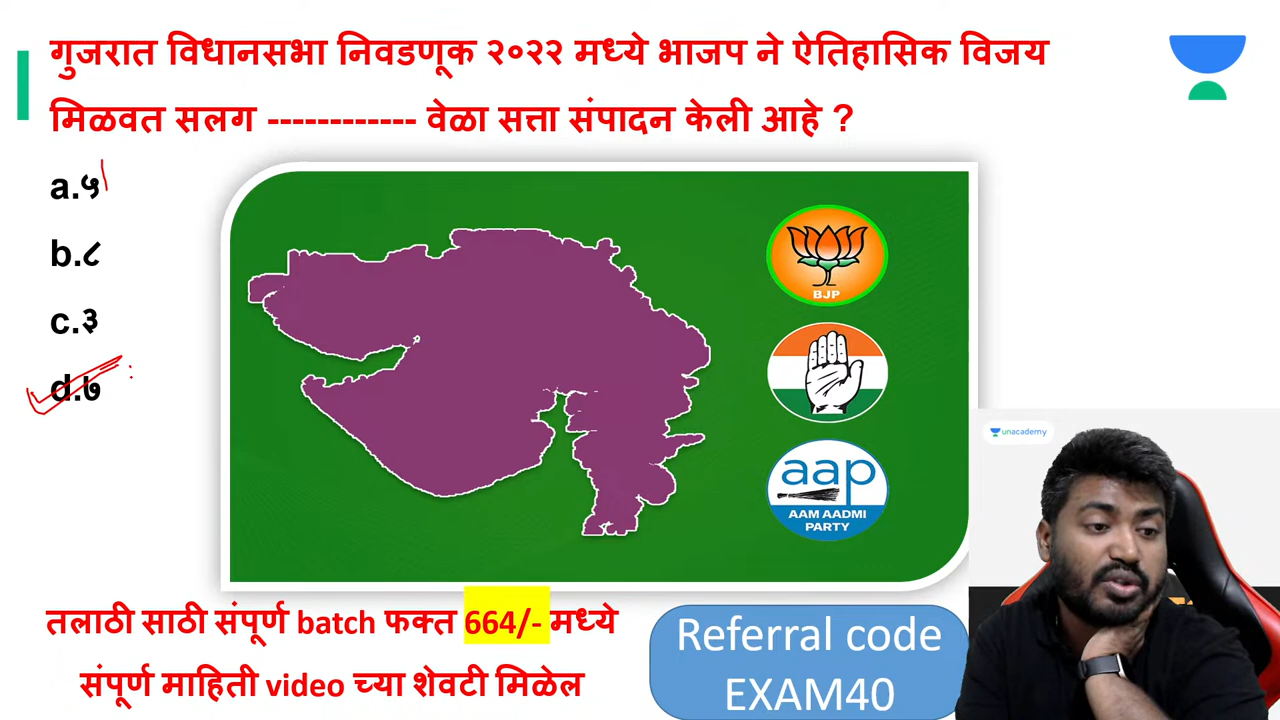 गुजरात विधानसभा निवडणूक २०२२ मध्ये भाजप ने ऐतिहासिक विजय
मिळवत सलग ------------ वेळा सत्ता संपादन केली आहे ?
a.५
b.८
c.३
d.७
BJP
aap
AAM AADMI
PARTY
unacademy
तलाठी साठी संपूर्ण batch फक्त 664/- मध्ये
संपूर्ण माहिती video च्या शेवटी मिळेल
Referral code
EXAM40